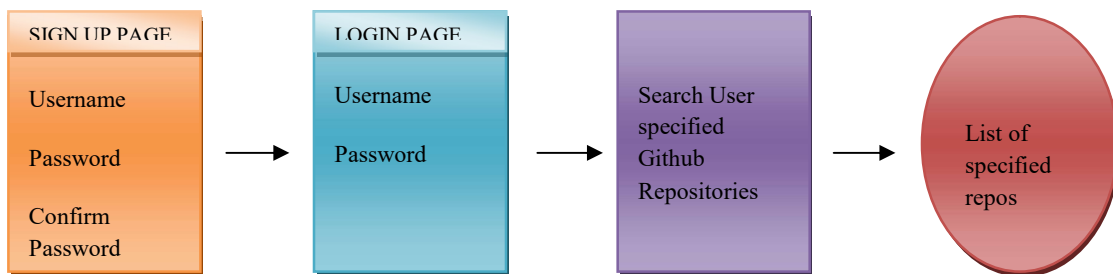 SIGN UP PAGE
Username
Password
Confirm
Password
LOGIN PAGE
Username
Password
Search User
specified
Github
Repositories
List of
specified
repos